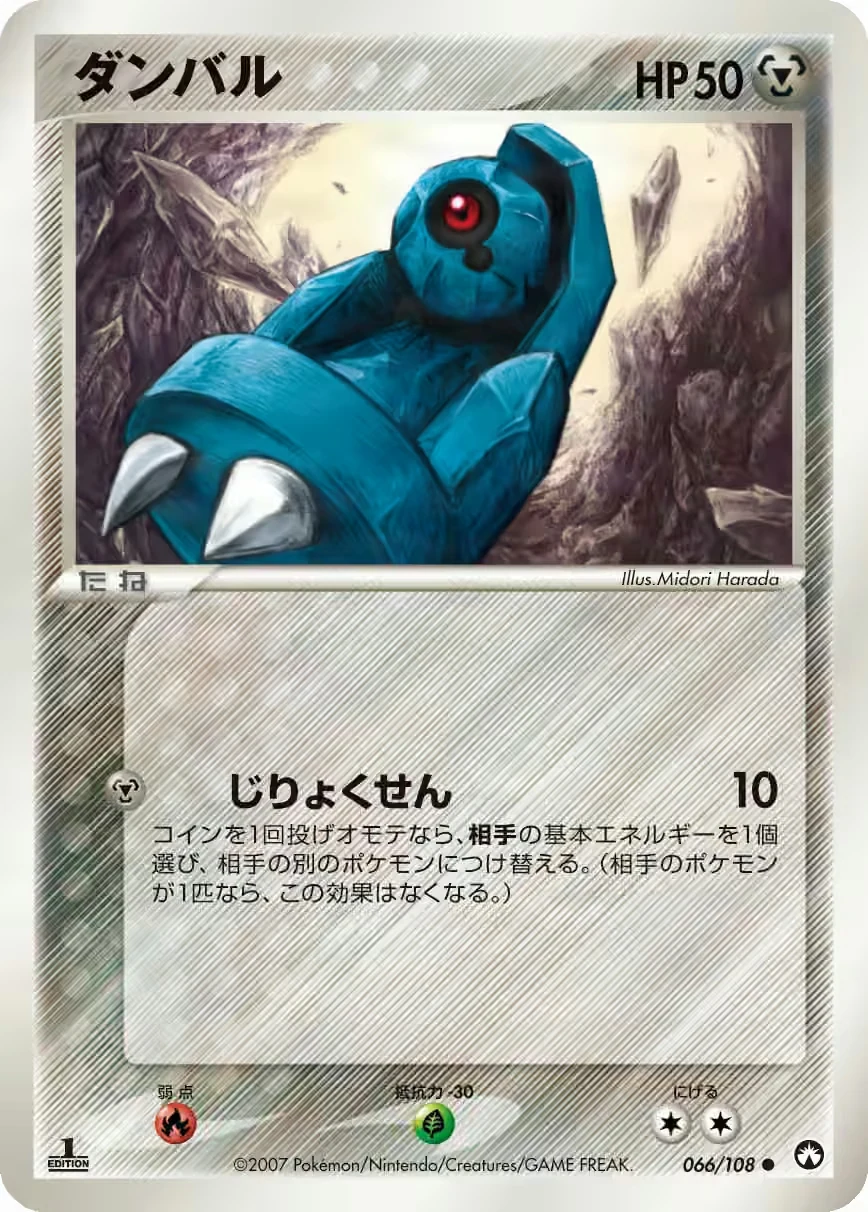 ダンバル
HP50
たね
Illus.Midori Harada
じりょくせん 10
コインを1回投げオモテなら、相手の基本エネルギーを1個
選び、相手の別のポケモンにつけ替える。(相手のポケモン
が1匹なら、この効果はなくなる。)
弱点 抵抗力 -30 にげる
1
EDITION
©2007 Pokémon/Nintendo/Creatures/GAME FREAK.
066/108